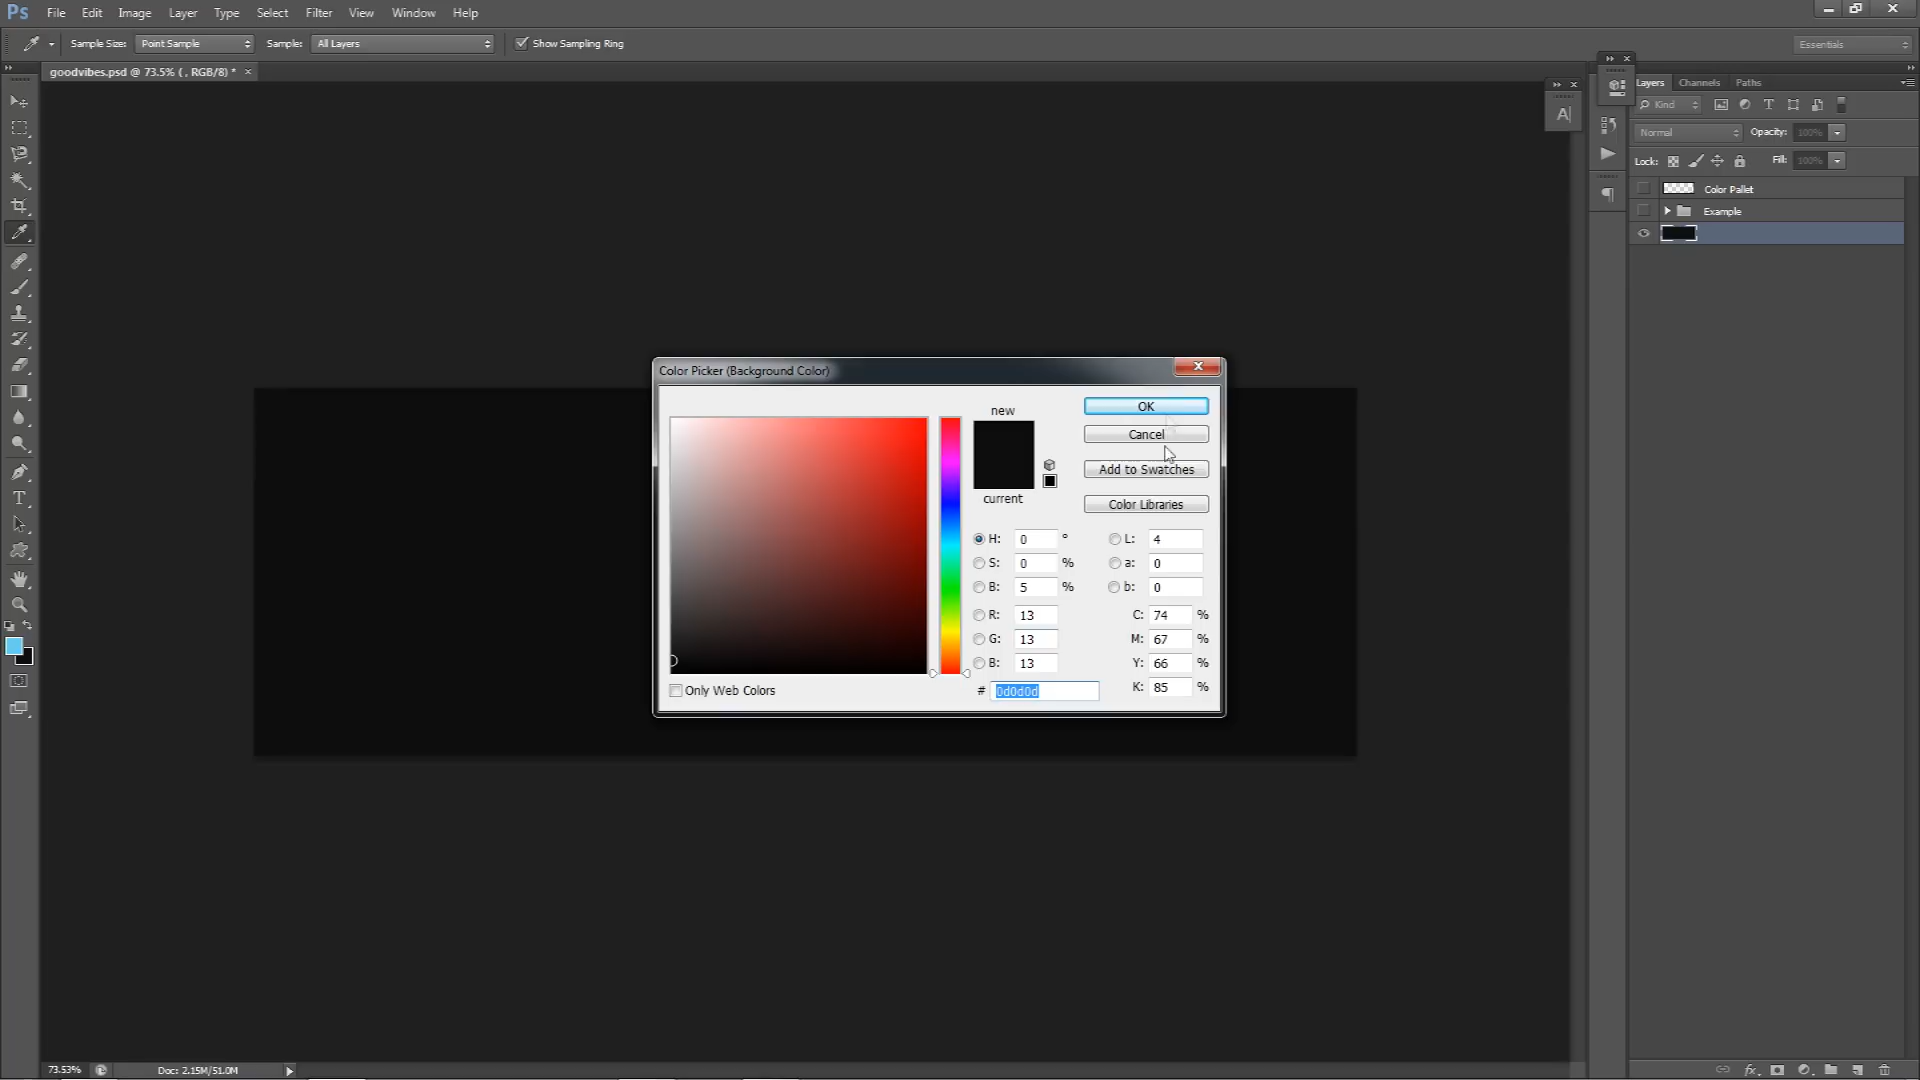 Ps File Edit Image Layer Type Select Filter View Window Help
Sample Size: Point Sample Sample: All Layers Show Sampling Ring Essentials
goodvibes.psd @ 73.5% ( , RGB/8) *
Layers Channels Paths
Kind
Normal Opacity: 100%
Lock: Fill: 100%
Color Pallet
Example
Color Picker (Background Color)
new
current
OK
Cancel
Add to Swatches
Color Libraries
H: 0 ° L: 4
S: 0 % a: 0
B: 5 % b: 0
R: 13 C: 74 %
G: 13 M: 67 %
B: 13 Y: 66 %
# 0d0d0d K: 85 %
Only Web Colors
73.53% Doc: 2.15M/51.0M